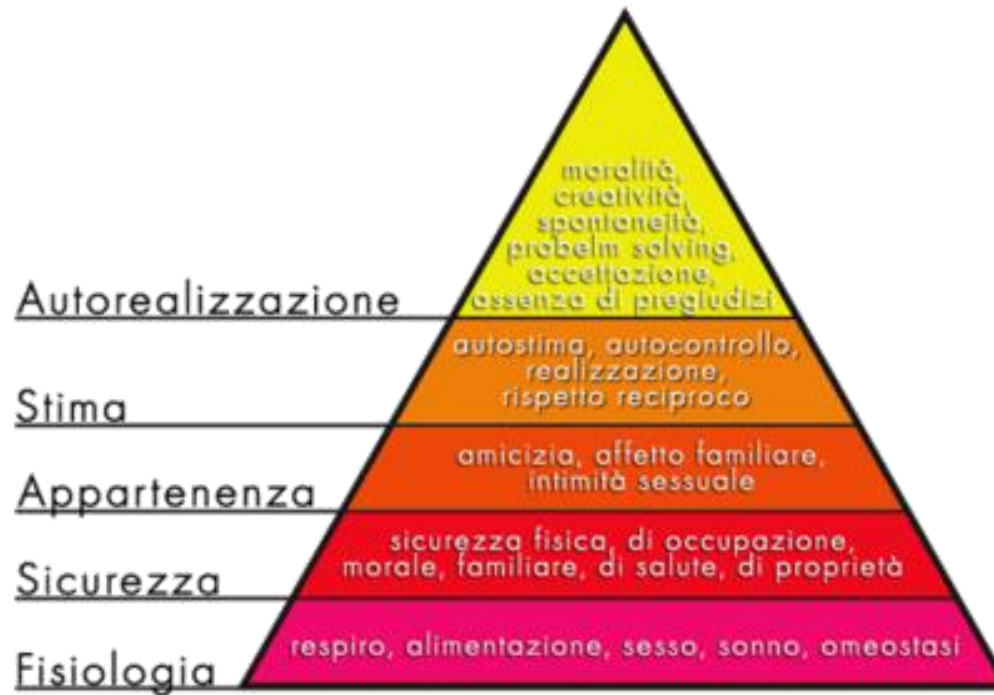 moralità,
creatività,
spontaneità,
probelm solving,
accettazione,
assenza di pregiudizi
Autorealizzazione
autostima, autocontrollo,
realizzazione,
rispetto reciproco
Stima
amicizia, affetto familiare,
intimità sessuale
Appartenenza
sicurezza fisica, di occupazione,
morale, familiare, di salute, di proprietà
Sicurezza
respiro, alimentazione, sesso, sonno, omeostasi
Fisiologia